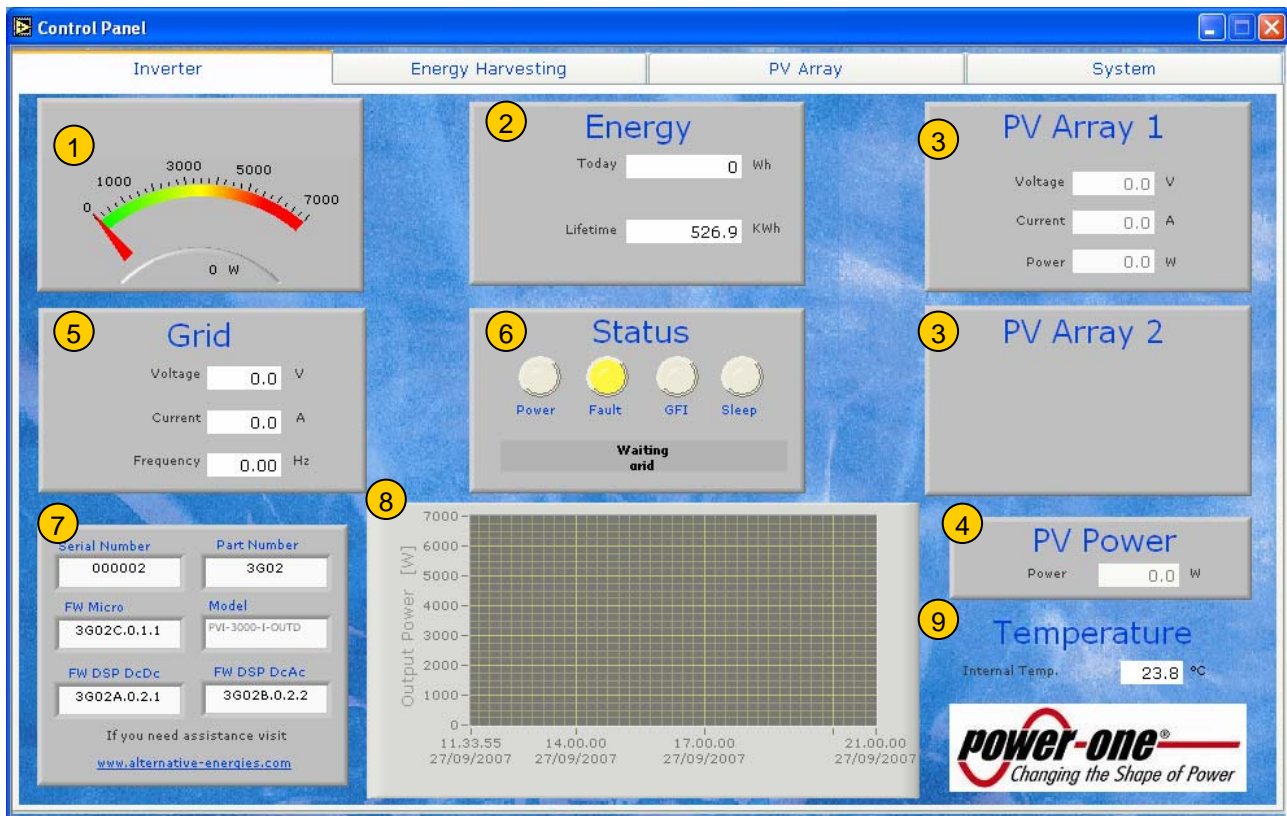 Control Panel
Inverter
Energy Harvesting
PV Array
System
1
0
1000
3000
5000
7000
0 W
2
Energy
Today 0 Wh
Lifetime 526.9 KWh
3
PV Array 1
Voltage 0.0 V
Current 0.0 A
Power 0.0 W
5
Grid
Voltage 0.0 V
Current 0.0 A
Frequency 0.00 Hz
6
Status
Power Fault GFI Sleep
Waiting
grid
3
PV Array 2
7
Serial Number Part Number
000002 3G02
FW Micro Model
3G02C.0.1.1 PVI-3000-I-OUTD
FW DSP DcDc FW DSP DcAc
3G02A.0.2.1 3G02B.0.2.2
If you need assistance visit
www.alternative-energies.com
8
Output Power [W]
7000
6000
5000
4000
3000
2000
1000
0
11.33.55 14.00.00 17.00.00 21.00.00
27/09/2007 27/09/2007 27/09/2007 27/09/2007
4
PV Power
Power 0.0 W
9
Temperature
Internal Temp. 23.8 °C
power-one®
Changing the Shape of Power